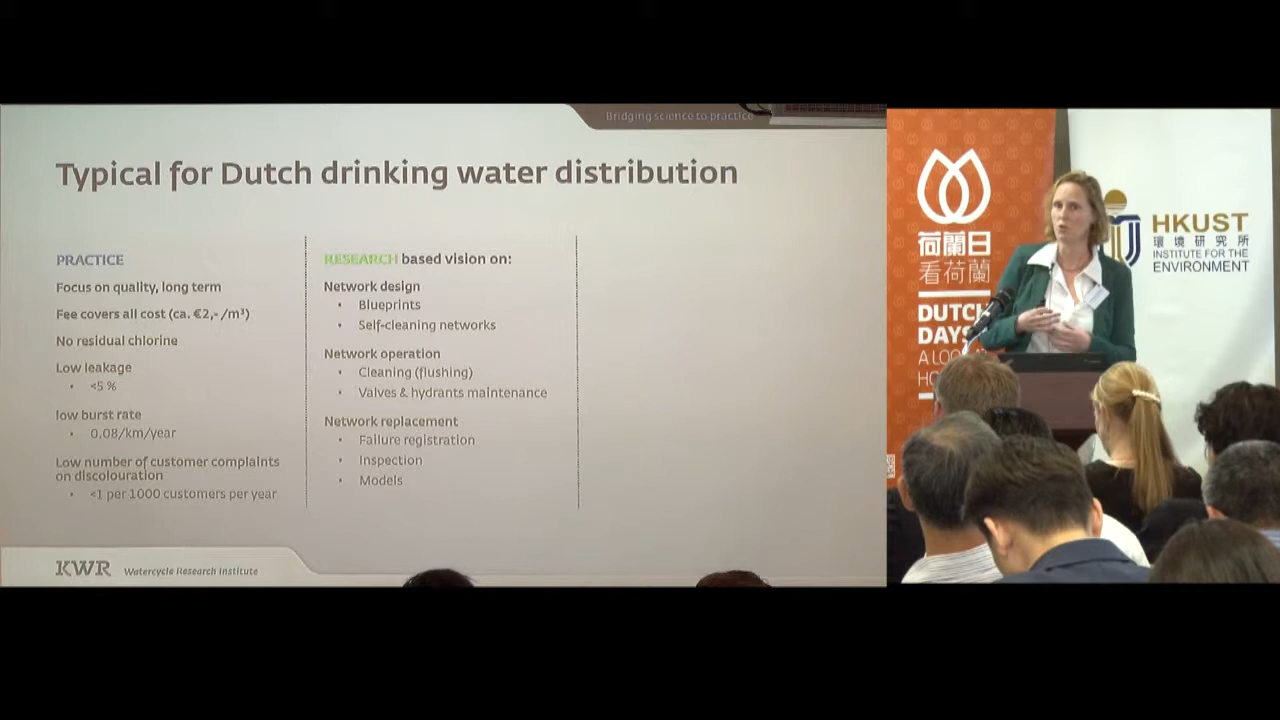 Bridging science to practice
Typical for Dutch drinking water distribution
PRACTICE
Focus on quality, long term
Fee covers all cost (ca. €2,-/m³)
No residual chlorine
Low leakage
• <5 %
low burst rate
• 0.08/km/year
Low number of customer complaints
on discolouration
• <1 per 1000 customers per year
RESEARCH based vision on:
Network design
• Blueprints
• Self-cleaning networks
Network operation
• Cleaning (flushing)
• Valves & hydrants maintenance
Network replacement
• Failure registration
• Inspection
• Models
KWR Watercycle Research Institute
荷蘭日
看荷蘭
DUTCH
DAYS
A LOO
HO
HKUST
環境研究所
INSTITUTE FOR THE
ENVIRONMENT